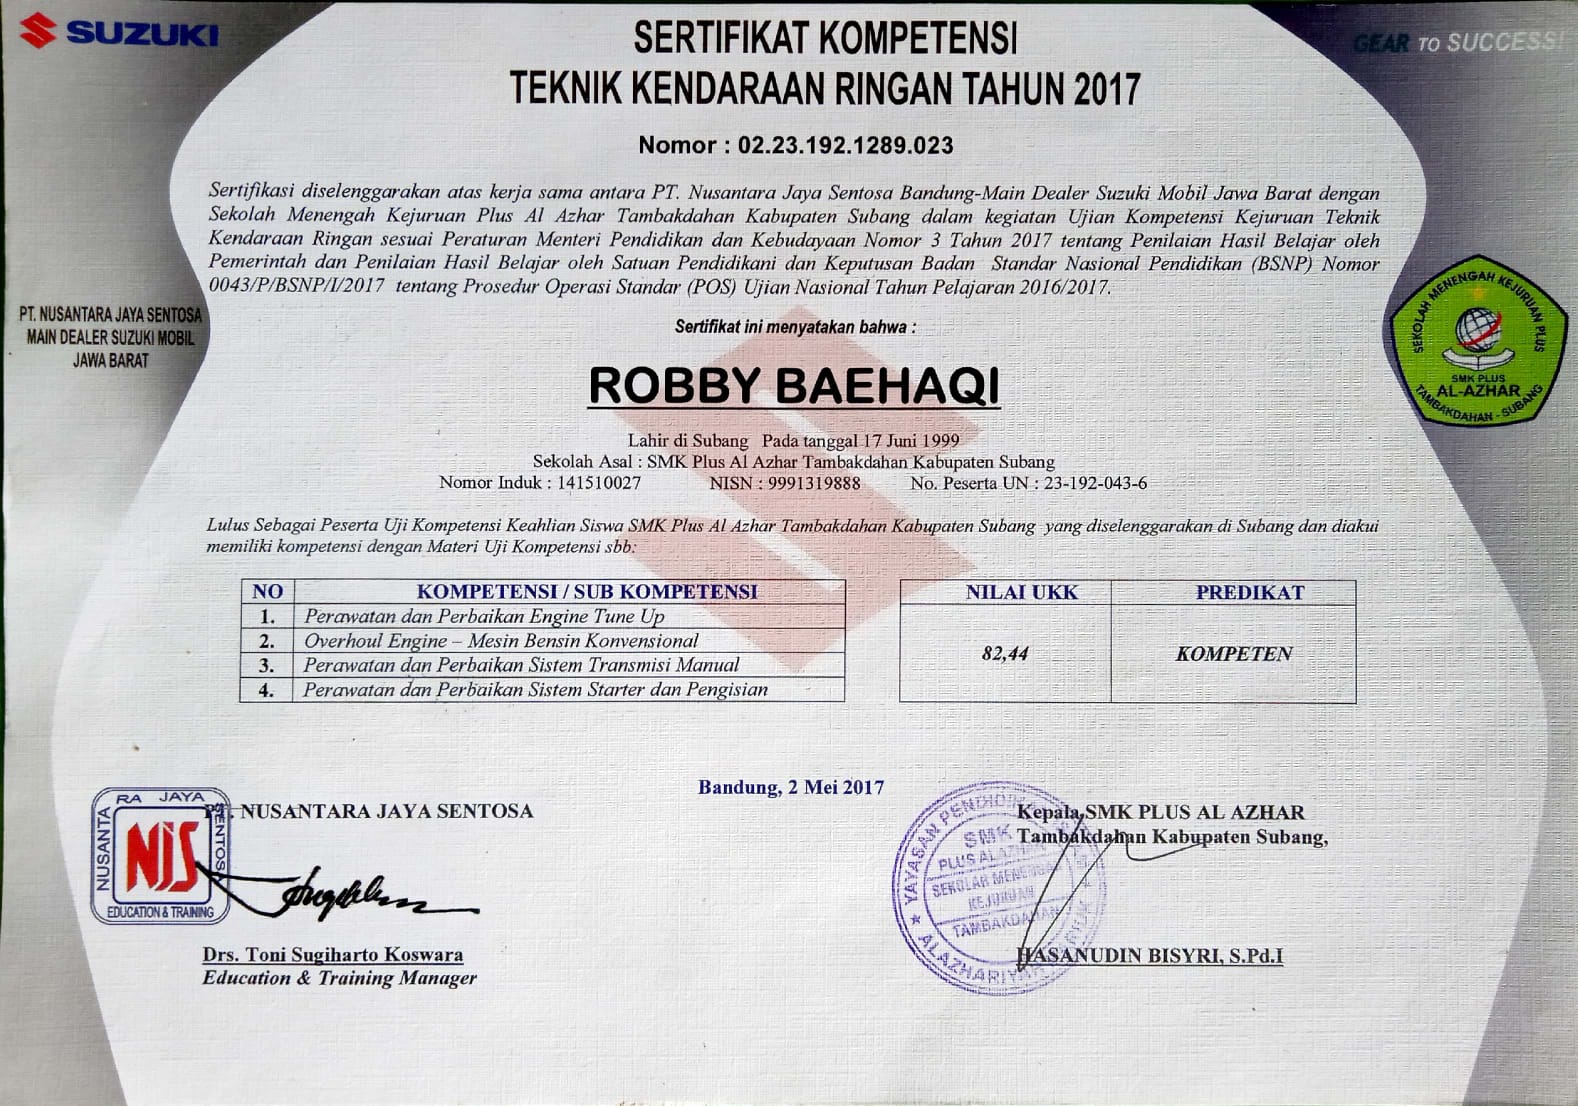 SUZUKI
GEAR TO SUCCESS!
SERTIFIKAT KOMPETENSI
TEKNIK KENDARAAN RINGAN TAHUN 2017
Nomor : 02.23.192.1289.023
Sertifikasi diselenggarakan atas kerja sama antara PT. Nusantara Jaya Sentosa Bandung-Main Dealer Suzuki Mobil Jawa Barat dengan
Sekolah Menengah Kejuruan Plus Al Azhar Tambakdahan Kabupaten Subang dalam kegiatan Ujian Kompetensi Kejuruan Teknik
Kendaraan Ringan sesuai Peraturan Menteri Pendidikan dan Kebudayaan Nomor 3 Tahun 2017 tentang Penilaian Hasil Belajar oleh
Pemerintah dan Penilaian Hasil Belajar oleh Satuan Pendidikani dan Keputusan Badan Standar Nasional Pendidikan (BSNP) Nomor
0043/P/BSNP/I/2017 tentang Prosedur Operasi Standar (POS) Ujian Nasional Tahun Pelajaran 2016/2017.
PT. NUSANTARA JAYA SENTOSA
MAIN DEALER SUZUKI MOBIL
JAWA BARAT
SEKOLAH MENENGAH KEJURUAN PLUS
SMK PLUS
AL-AZHAR
TAMBAKDAHAN - SUBANG
Sertifikat ini menyatakan bahwa :
ROBBY BAEHAQI
Lahir di Subang Pada tanggal 17 Juni 1999
Sekolah Asal : SMK Plus Al Azhar Tambakdahan Kabupaten Subang
Nomor Induk : 141510027 NISN : 9991319888 No. Peserta UN : 23-192-043-6
Lulus Sebagai Peserta Uji Kompetensi Keahlian Siswa SMK Plus Al Azhar Tambakdahan Kabupaten Subang yang diselenggarakan di Subang dan diakui
memiliki kompetensi dengan Materi Uji Kompetensi sbb:
NO KOMPETENSI / SUB KOMPETENSI NILAI UKK PREDIKAT
1. Perawatan dan Perbaikan Engine Tune Up
2. Overhoul Engine – Mesin Bensin Konvensional
3. Perawatan dan Perbaikan Sistem Transmisi Manual
4. Perawatan dan Perbaikan Sistem Starter dan Pengisian
82,44 KOMPETEN
Bandung, 2 Mei 2017
PT. NUSANTARA JAYA SENTOSA
NUSANTA RA JAYA SENTOSA
NJS
EDUCATION & TRAINING
Drs. Toni Sugiharto Koswara
Education & Training Manager
Kepala SMK PLUS AL AZHAR
Tambakdahan Kabupaten Subang,
YAYASAN PENDIDIKAN
SMK
PLUS AL AZHAR
SEKOLAH MENENGAH
KEJURUAN
TAMBAKDAHAN
HASANUDIN BISYRI, S.Pd.I